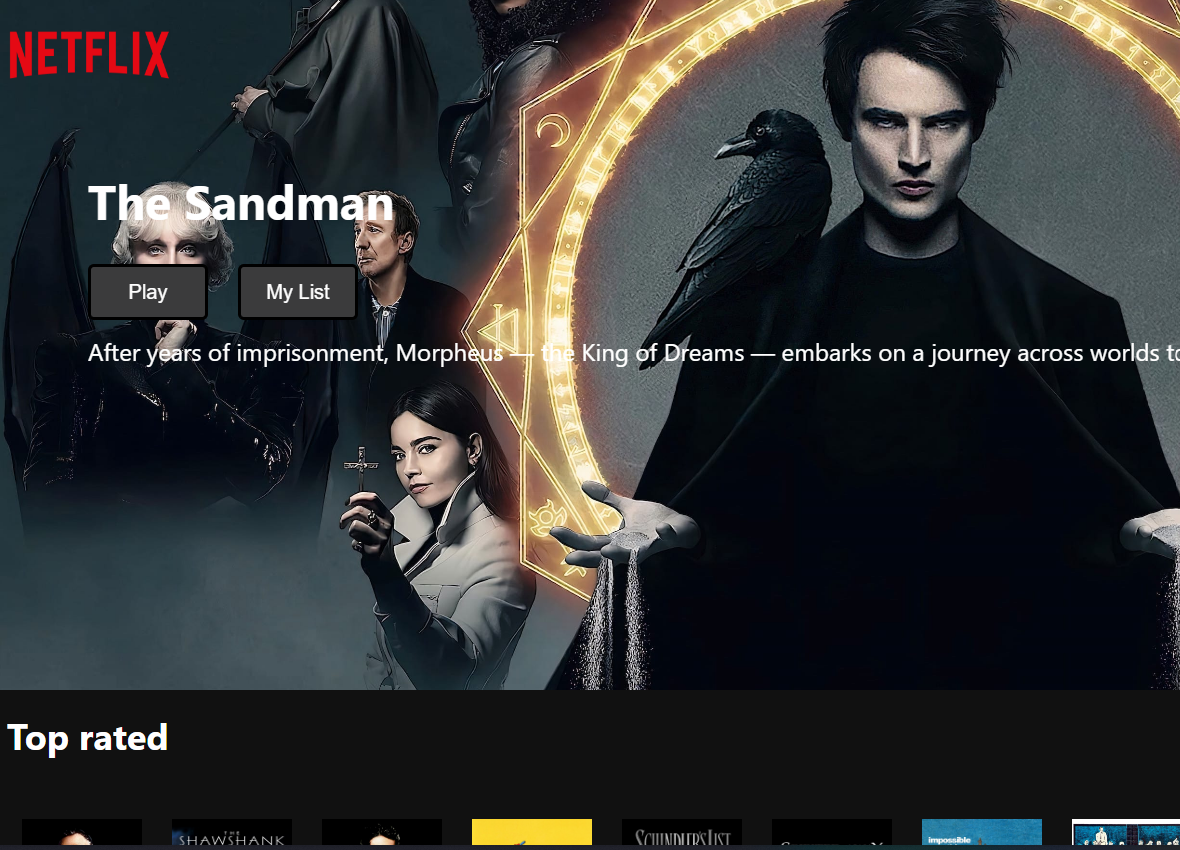 NETFLIX
The Sandman
Play
My List
After years of imprisonment, Morpheus — the King of Dreams — embarks on a journey across worlds to
Top rated
THE
SHAWSHANK
SCHINDLER'S LIST
impossible